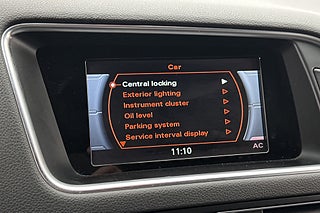 Car
Central locking
Exterior lighting
Instrument cluster
Oil level
Parking system
Service interval display
11:10
AC